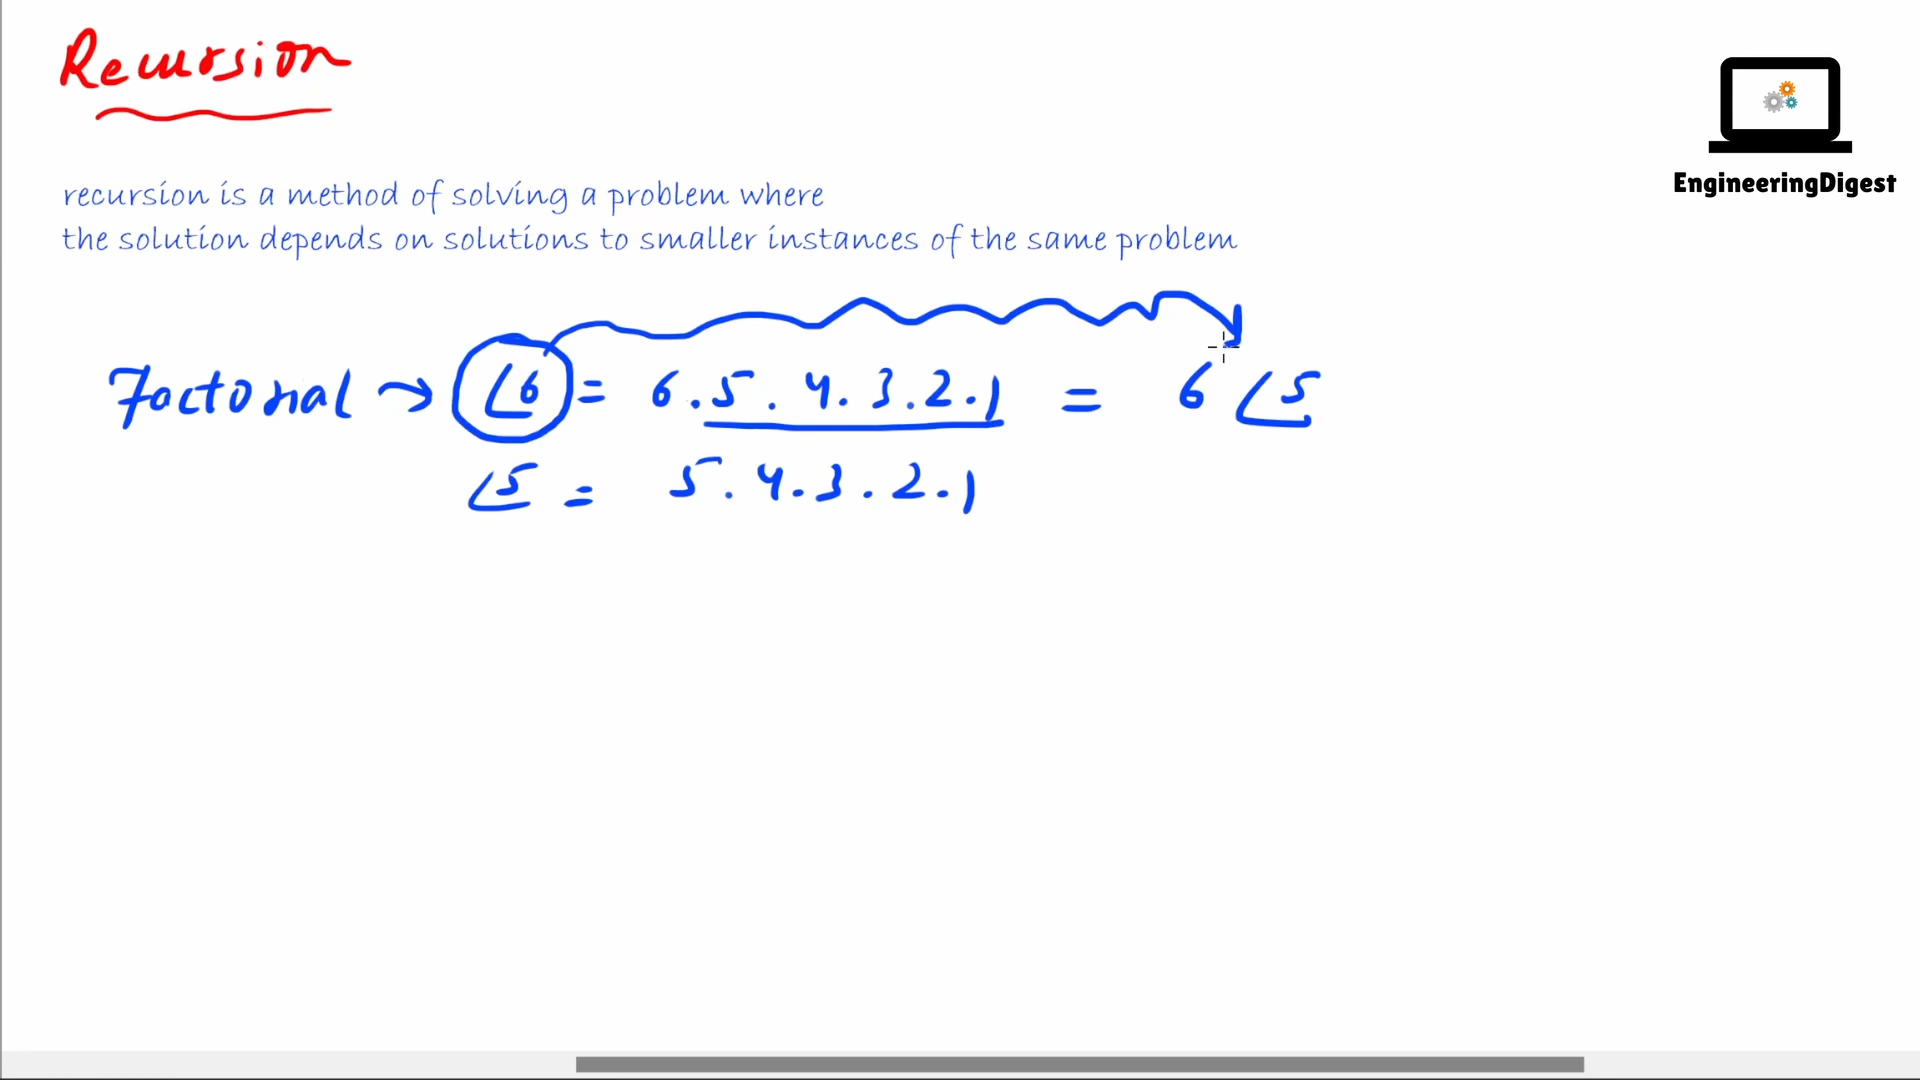 Recursion
EngineeringDigest
recursion is a method of solving a problem where
the solution depends on solutions to smaller instances of the same problem
Factorial → ∠6 = 6.5.4.3.2.1 = 6 ∠5
∠5 = 5.4.3.2.1